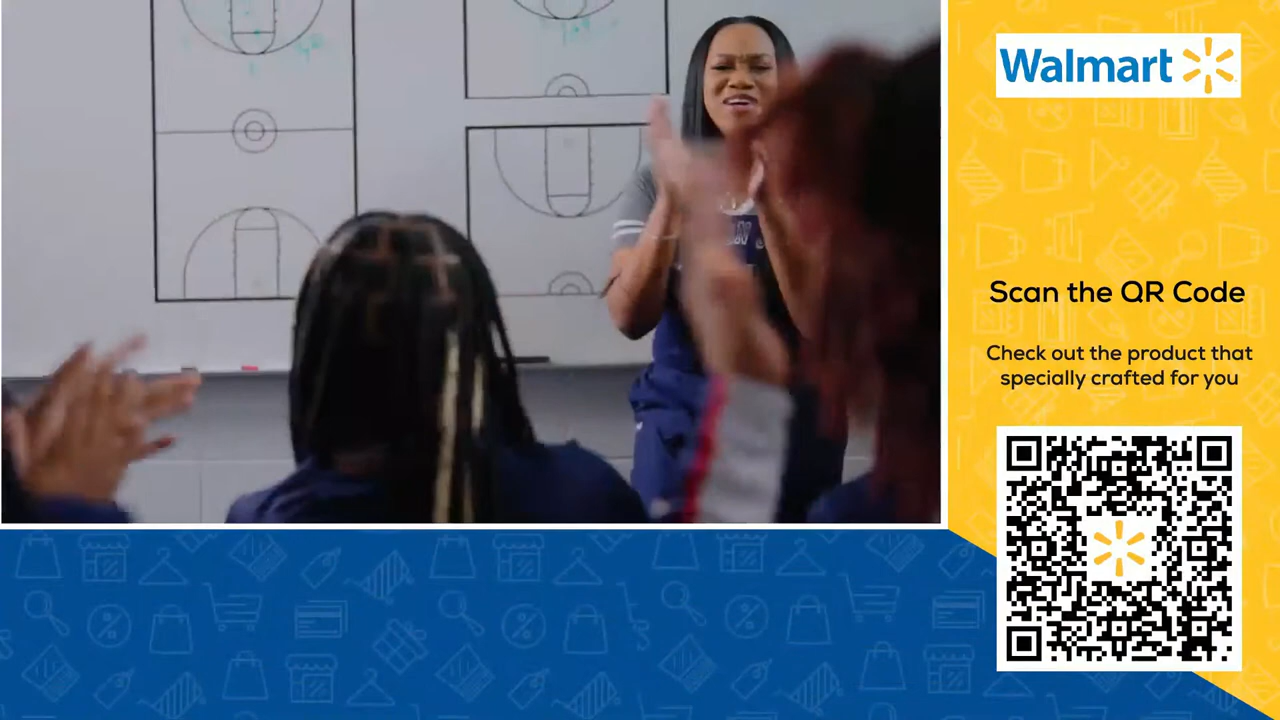 Walmart
Scan the QR Code
Check out the product that
specially crafted for you